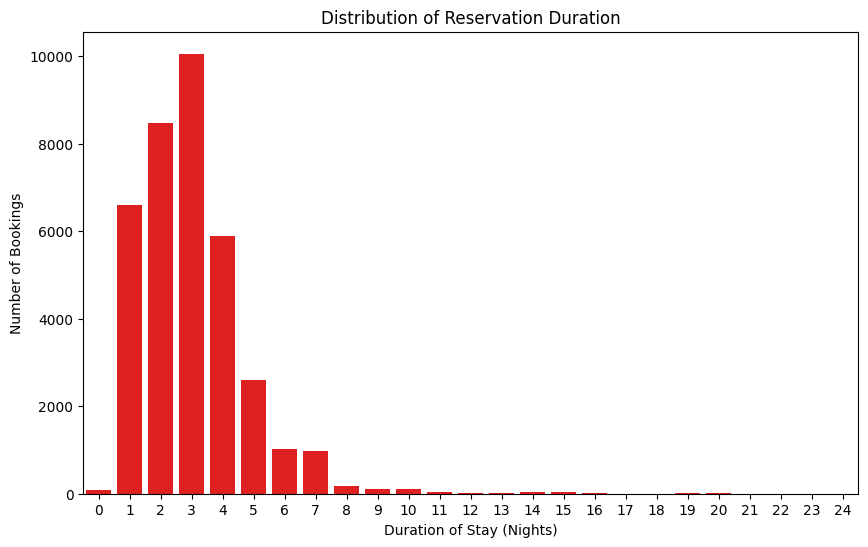 Distribution of Reservation Duration
Number of Bookings
10000
8000
6000
4000
2000
0
0 1 2 3 4 5 6 7 8 9 10 11 12 13 14 15 16 17 18 19 20 21 22 23 24
Duration of Stay (Nights)